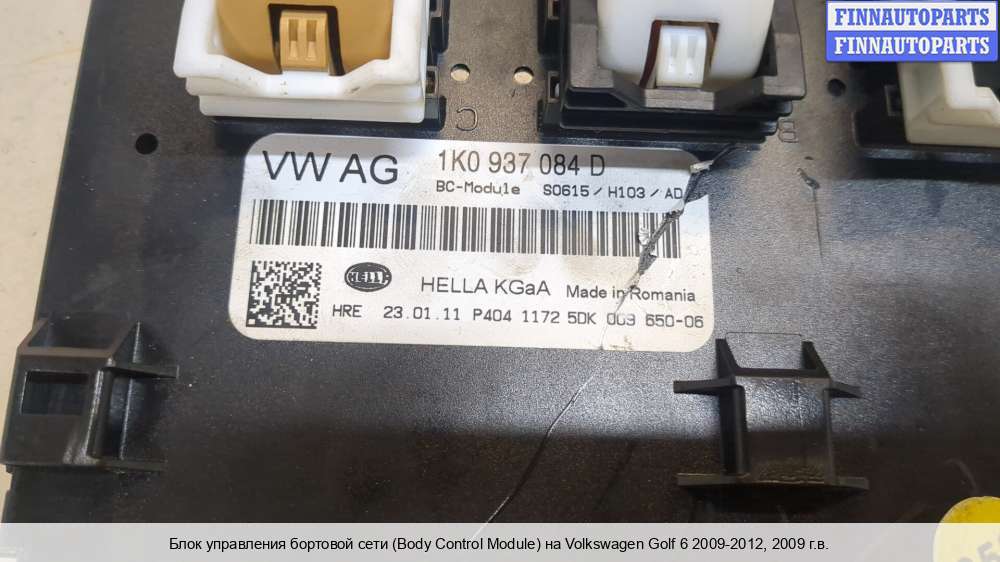 FINNAUTOPARTS
FINNAUTOPARTS
C
B
VW AG
1K0 937 084 D
BC-Module S0615 / H103 / AD
HELLA
HELLA KGaA Made in Romania
HRE 23.01.11 P404 1172 5DK 009 650-06
Блок управления бортовой сети (Body Control Module) на Volkswagen Golf 6 2009-2012, 2009 г.в.